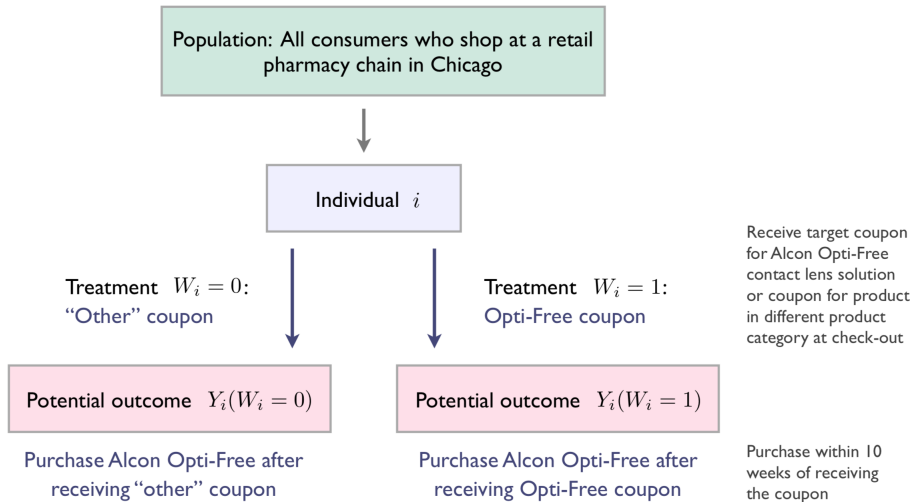 Population: All consumers who shop at a retail
pharmacy chain in Chicago
Individual i
Treatment W_i = 0:
“Other” coupon
Treatment W_i = 1:
Opti-Free coupon
Receive target coupon
for Alcon Opti-Free
contact lens solution
or coupon for product
in different product
category at check-out
Potential outcome Y_i(W_i = 0)
Potential outcome Y_i(W_i = 1)
Purchase Alcon Opti-Free after
receiving “other” coupon
Purchase Alcon Opti-Free after
receiving Opti-Free coupon
Purchase within 10
weeks of receiving
the coupon